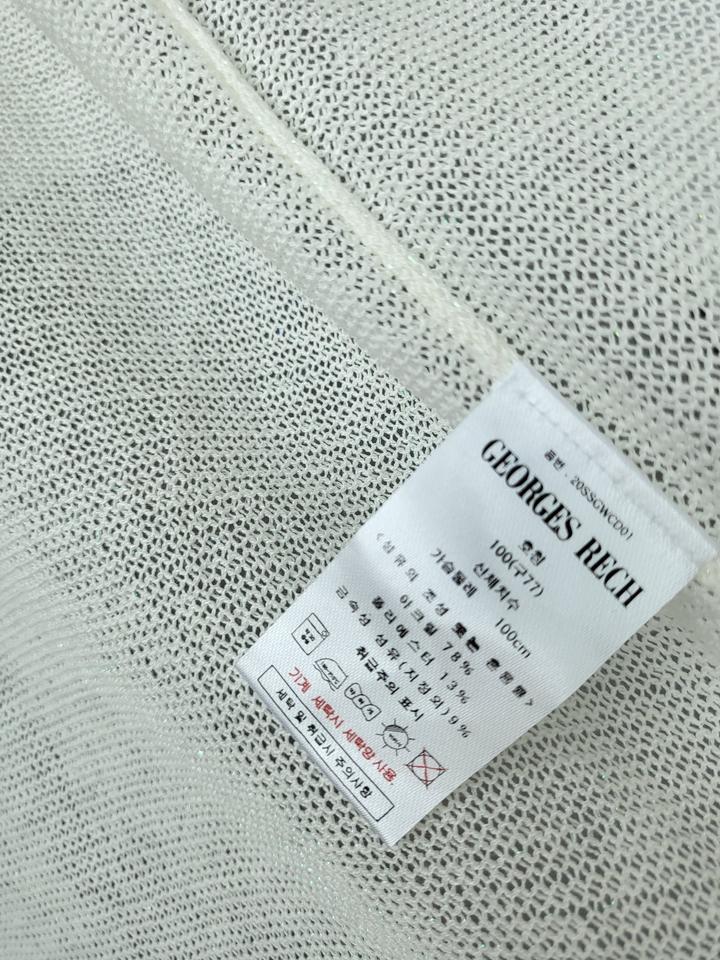 품번 : 20SSGWCD01
GEORGES RECH
호칭
100(구77)
신체치수
가슴둘레 100cm
<섬유의 조성 또는 혼용률>
아크릴 78%
폴리에스터 13%
금속성 섬유(지정외) 9%
취급주의 표시
기계 세탁시 세탁망 사용.
세탁 및 취급시 주의사항